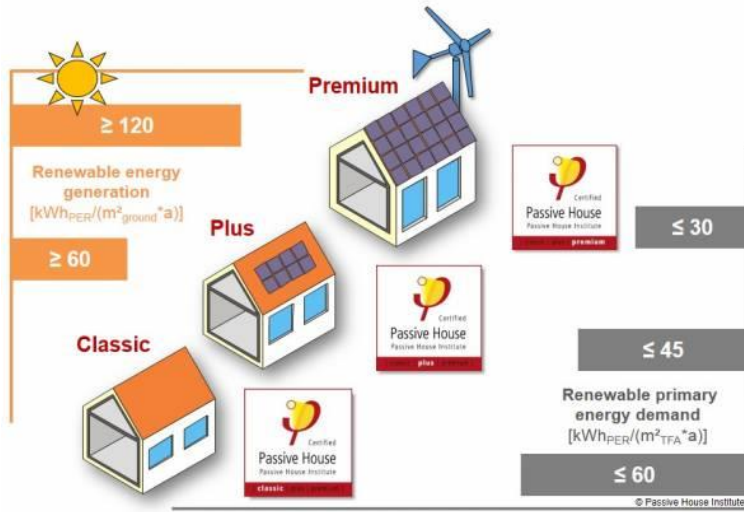 Premium
≥ 120
Renewable energy
generation
[kWhPER/(m²ground*a)]
≥ 60
Plus
Classic
Certified
Passive House
Passive House Institute
premium
≤ 30
Certified
Passive House
Passive House Institute
plus
≤ 45
Renewable primary
energy demand
[kWhPER/(m²TFA*a)]
≤ 60
Certified
Passive House
Passive House Institute
classic
© Passive House Institute